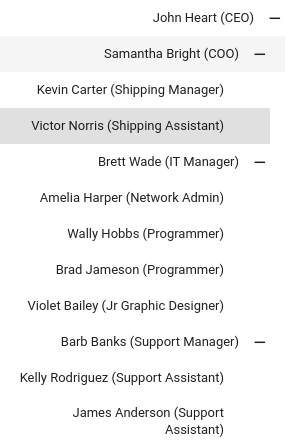 John Heart (CEO)
Samantha Bright (COO)
Kevin Carter (Shipping Manager)
Victor Norris (Shipping Assistant)
Brett Wade (IT Manager)
Amelia Harper (Network Admin)
Wally Hobbs (Programmer)
Brad Jameson (Programmer)
Violet Bailey (Jr Graphic Designer)
Barb Banks (Support Manager)
Kelly Rodriguez (Support Assistant)
James Anderson (Support
Assistant)